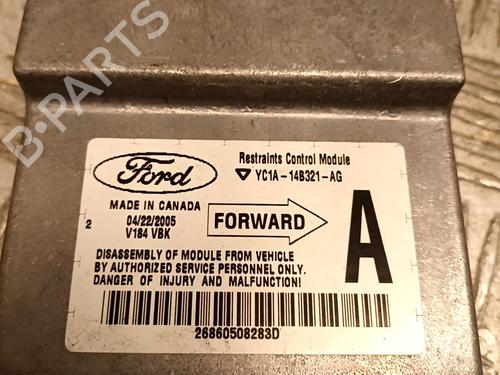 B-PARTS
Ford
Restraints Control Module
YC1A-14B321-AG
MADE IN CANADA
04/22/2005
2
V184 VBK
FORWARD
A
DISASSEMBLY OF MODULE FROM VEHICLE
BY AUTHORIZED SERVICE PERSONNEL ONLY.
DANGER OF INJURY AND MALFUNCTION!
26860508283D